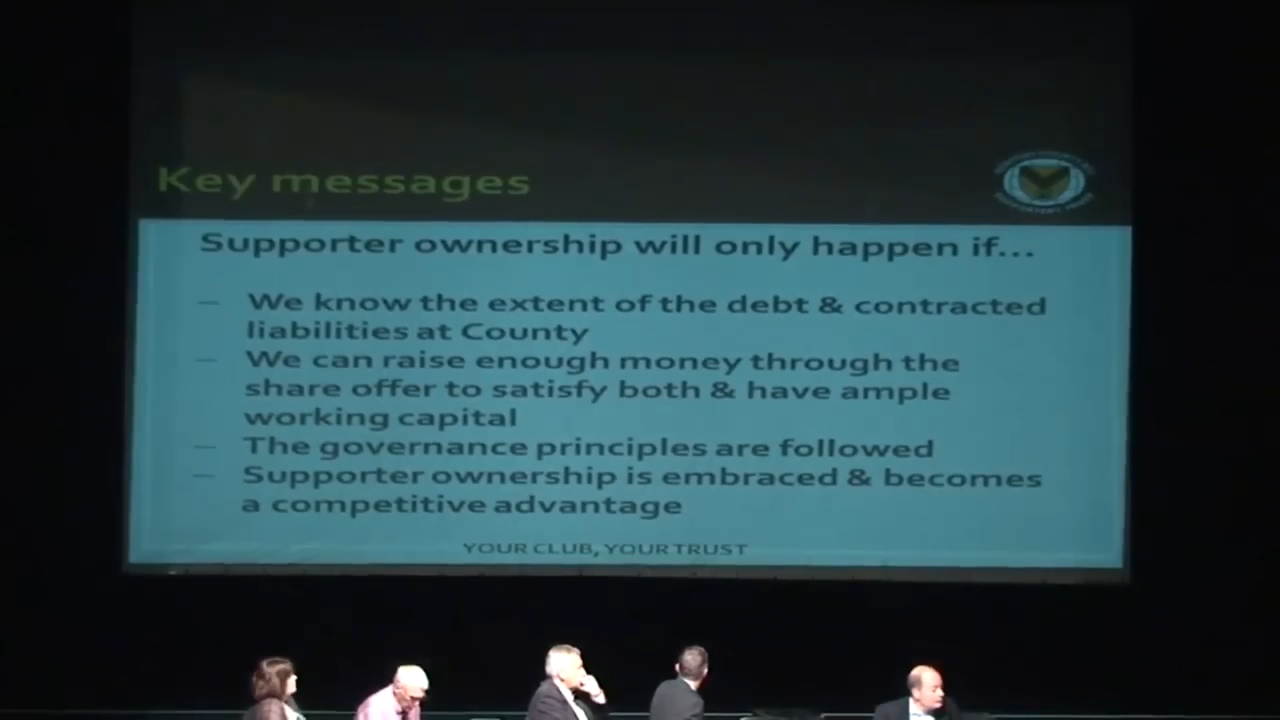 Key messages
Supporter ownership will only happen if...
— We know the extent of the debt & contracted
liabilities at County
— We can raise enough money through the
share offer to satisfy both & have ample
working capital
— The governance principles are followed
— Supporter ownership is embraced & becomes
a competitive advantage
YOUR CLUB, YOUR TRUST